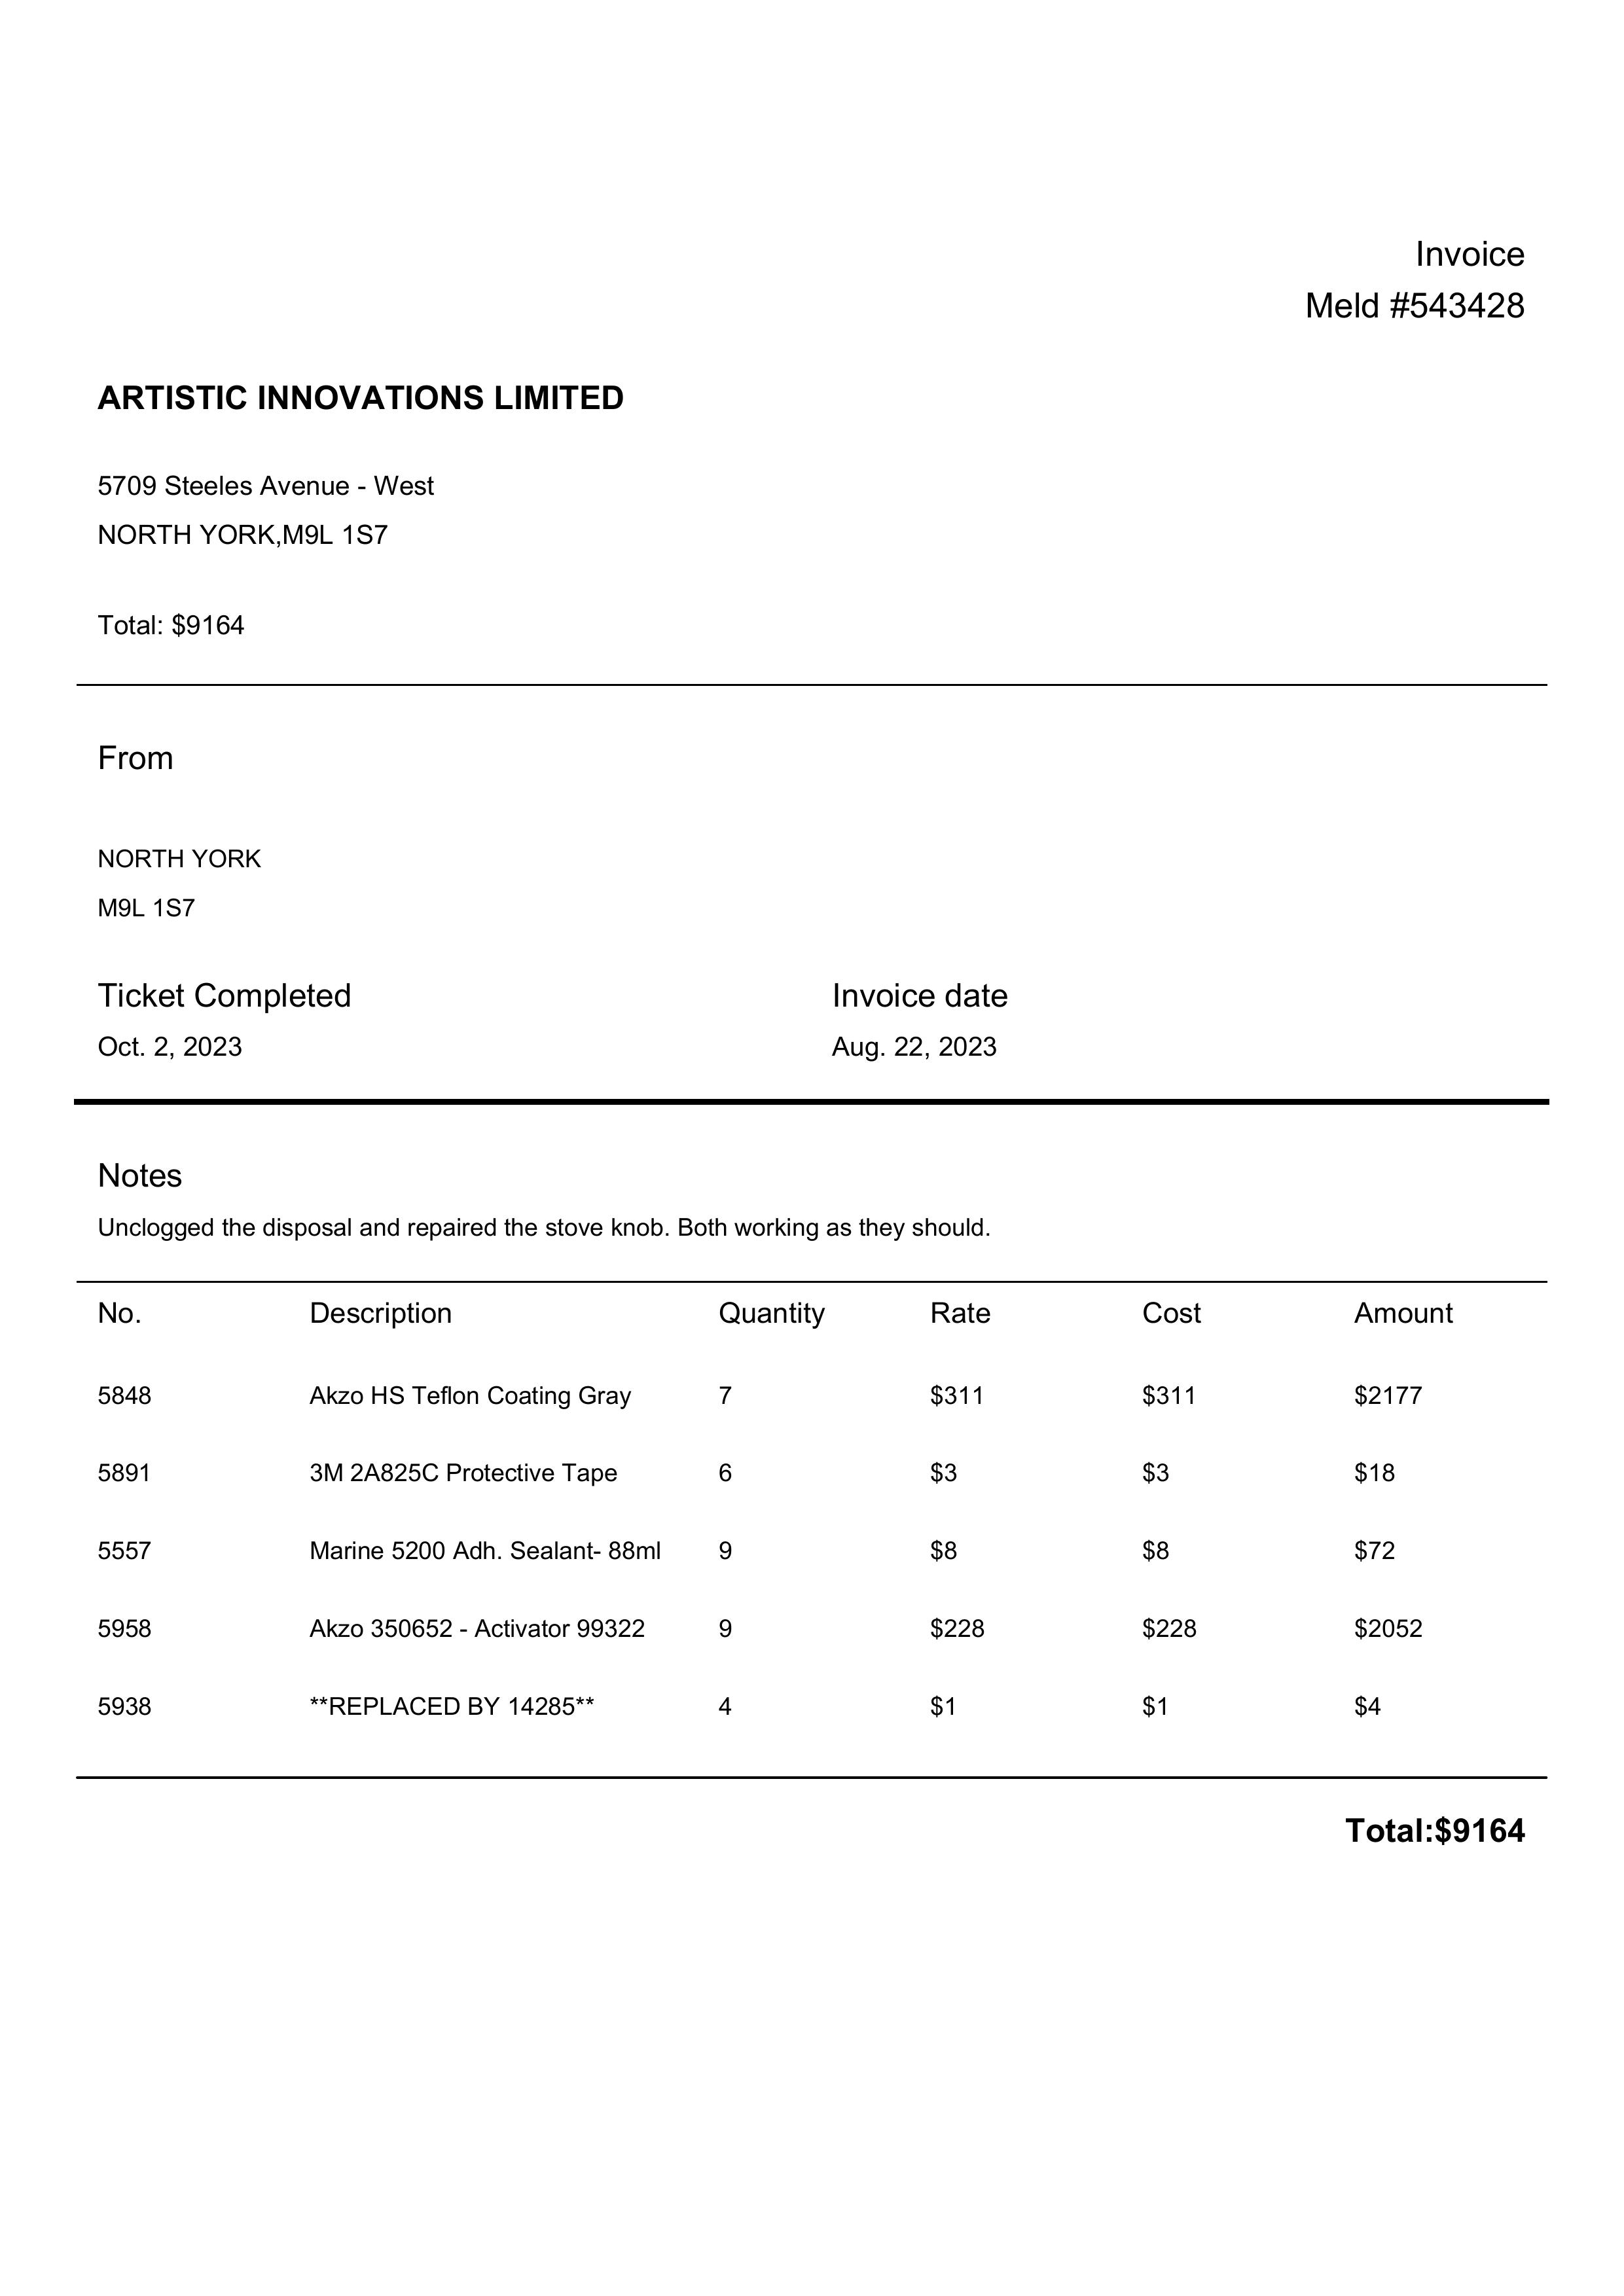 Invoice
Meld #543428
ARTISTIC INNOVATIONS LIMITED
5709 Steeles Avenue - West
NORTH YORK,M9L 1S7
Total: $9164
From
NORTH YORK
M9L 1S7
Ticket Completed Invoice date
Oct. 2, 2023 Aug. 22, 2023
Notes
Unclogged the disposal and repaired the stove knob. Both working as they should.
No. Description Quantity Rate Cost Amount
5848 Akzo HS Teflon Coating Gray 7 $311 $311 $2177
5891 3M 2A825C Protective Tape 6 $3 $3 $18
5557 Marine 5200 Adh. Sealant- 88ml 9 $8 $8 $72
5958 Akzo 350652 - Activator 99322 9 $228 $228 $2052
5938 **REPLACED BY 14285** 4 $1 $1 $4
Total:$9164